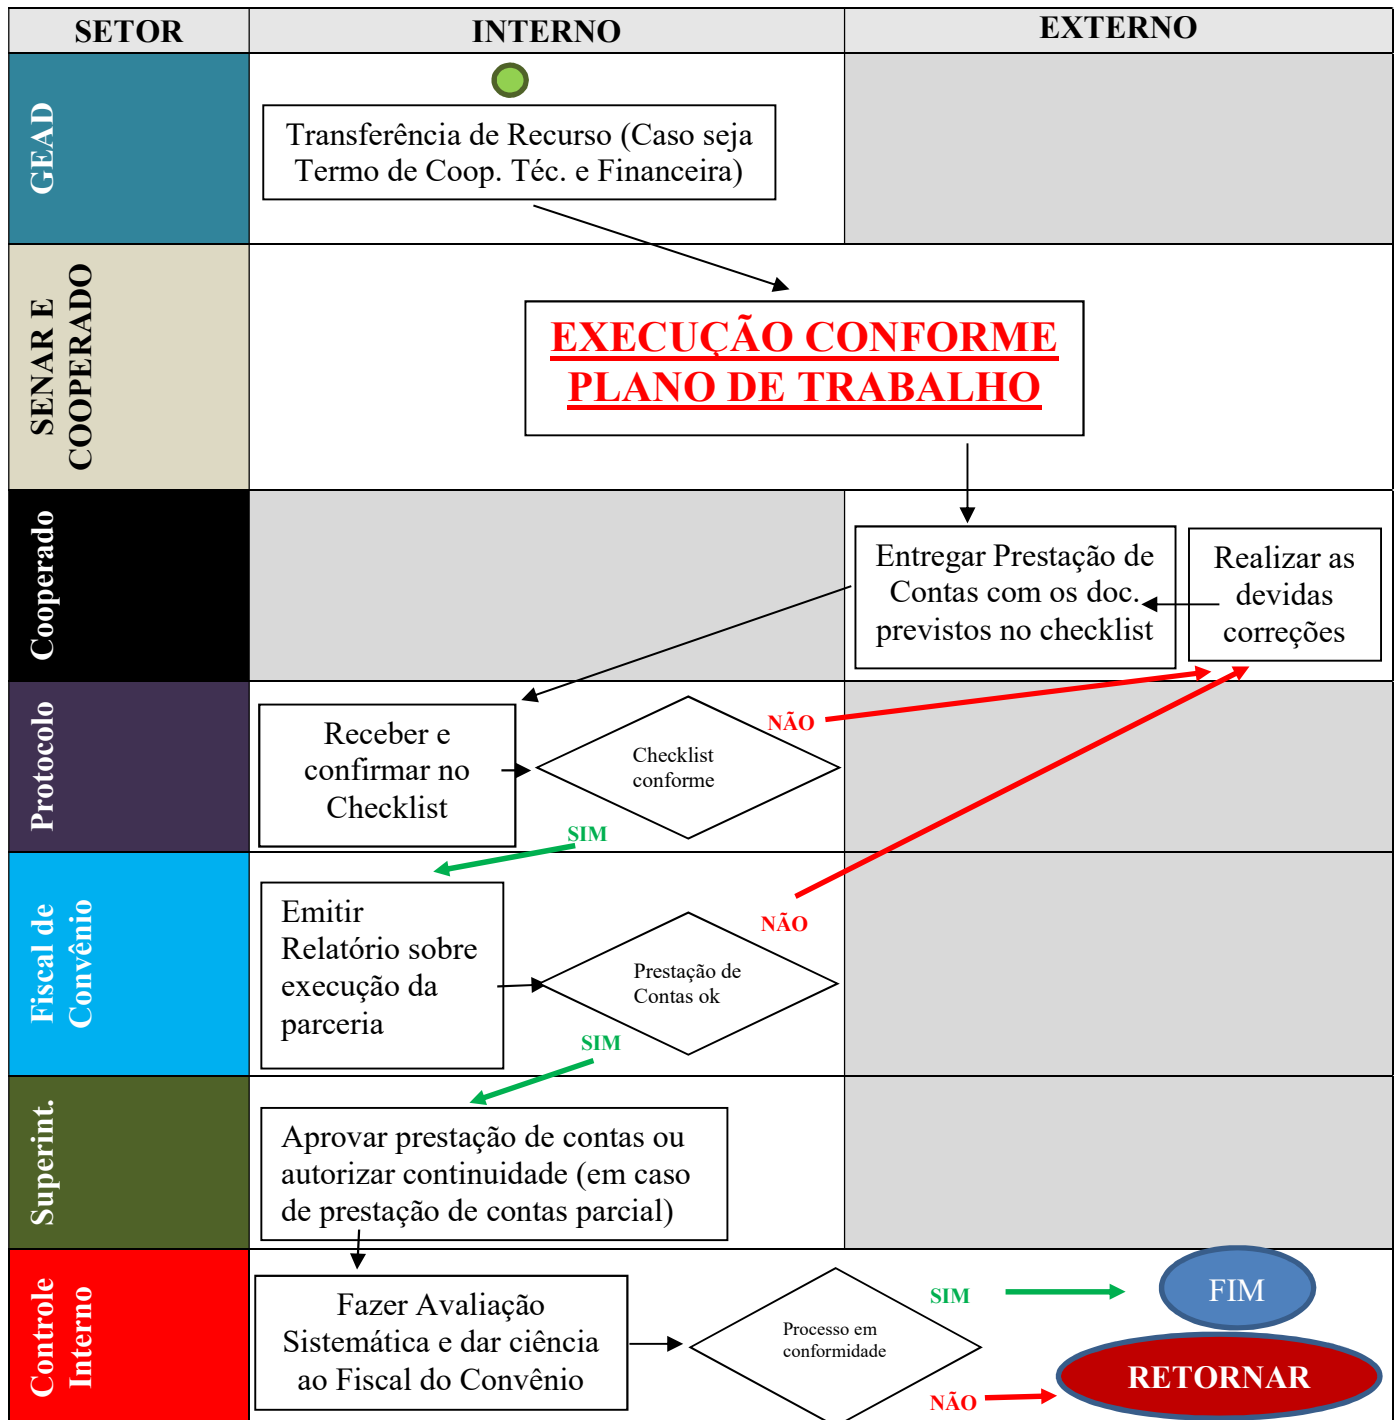 SETOR
INTERNO
EXTERNO
GEAD
Transferência de Recurso (Caso seja
Termo de Coop. Téc. e Financeira)
SENAR E
COOPERADO
EXECUÇÃO CONFORME
PLANO DE TRABALHO
Cooperado
Entregar Prestação de
Contas com os doc.
previstos no checklist
Realizar as
devidas
correções
Protocolo
Receber e
confirmar no
Checklist
Checklist
conforme
NÃO
SIM
Fiscal de
Convênio
Emitir
Relatório sobre
execução da
parceria
Prestação de
Contas ok
NÃO
SIM
Superint.
Aprovar prestação de contas ou
autorizar continuidade (em caso
de prestação de contas parcial)
Controle
Interno
Fazer Avaliação
Sistemática e dar ciência
ao Fiscal do Convênio
Processo em
conformidade
SIM
FIM
NÃO
RETORNAR